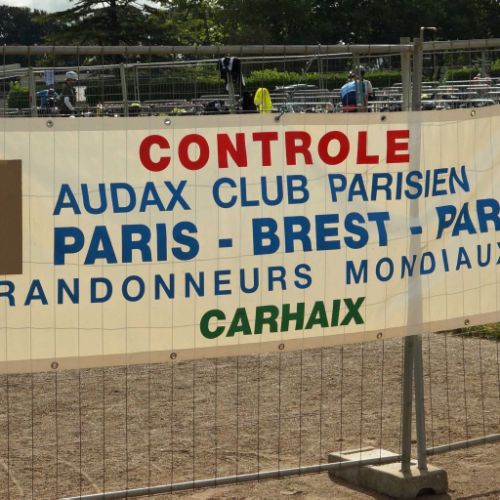 CONTROLE
AUDAX CLUB PARISIEN
PARIS - BREST - PAR
RANDONNEURS MONDIAUX
CARHAIX